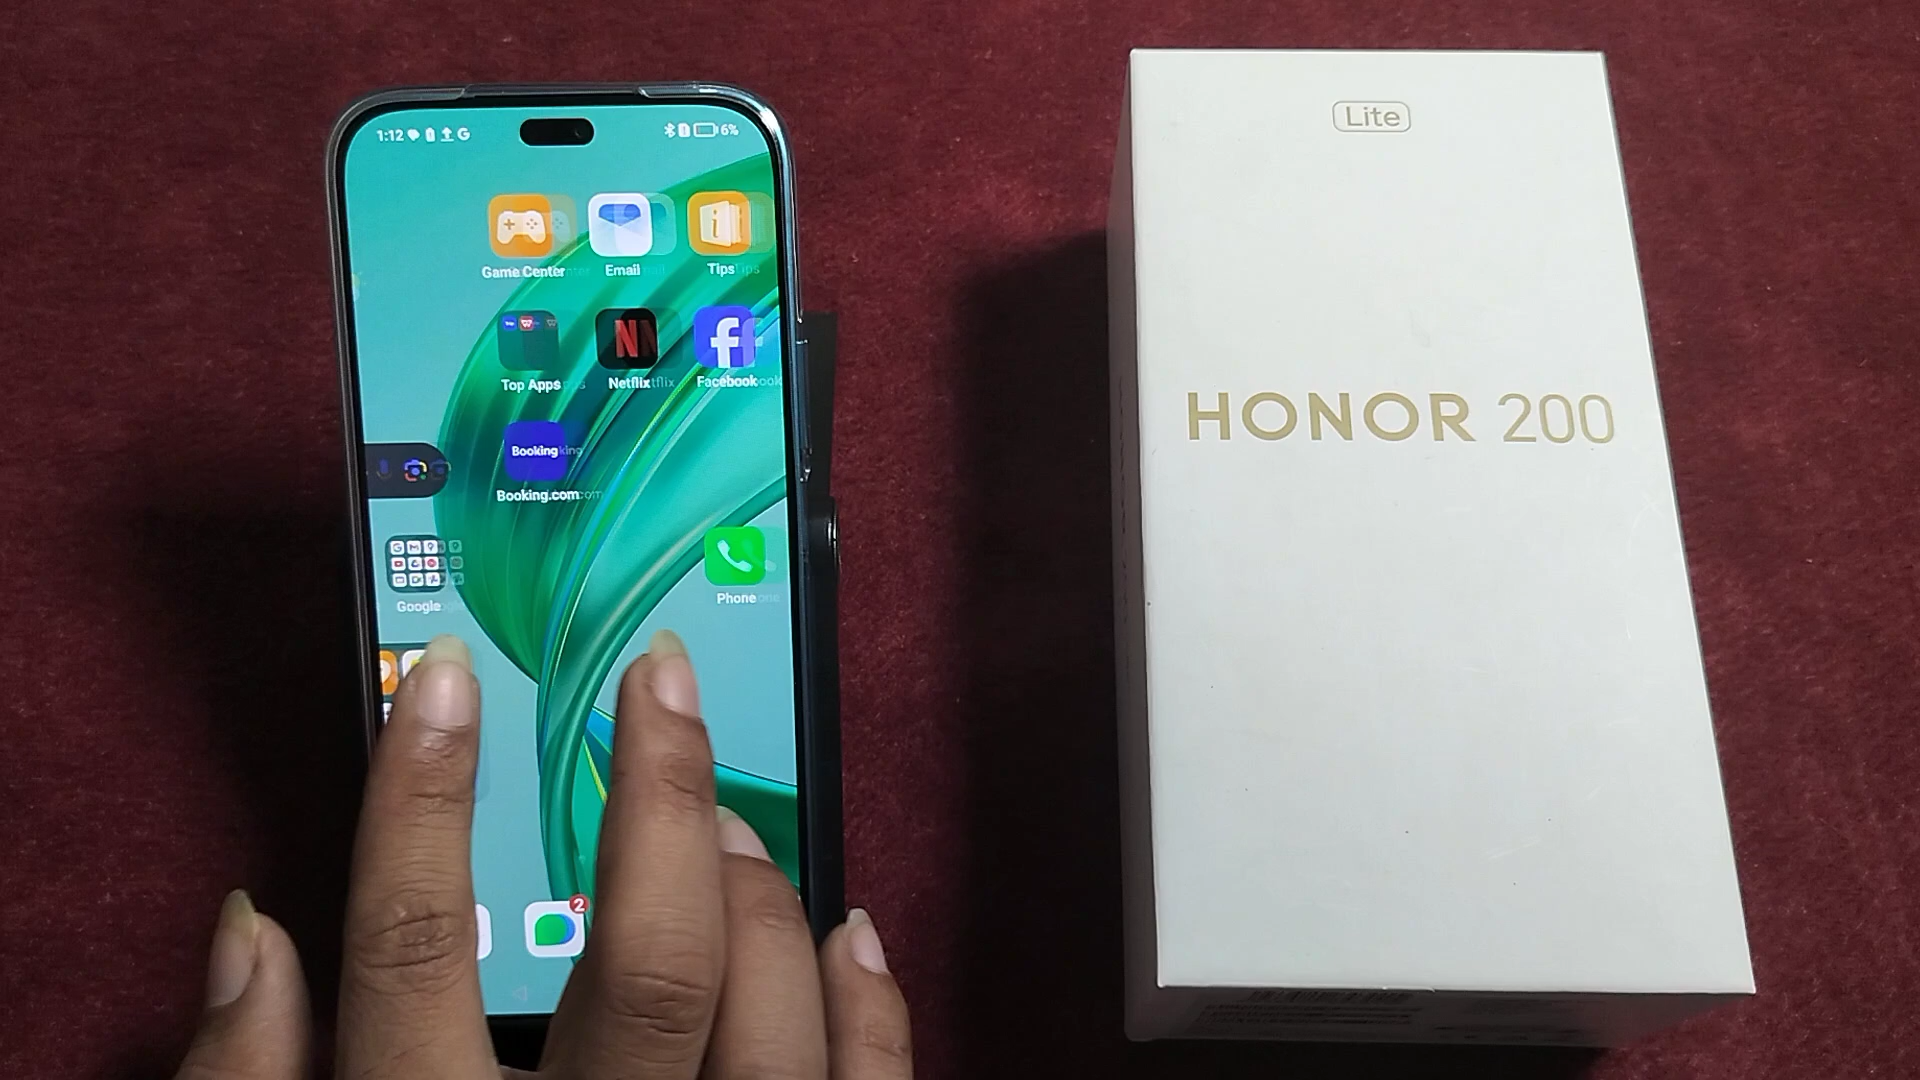 1:12
6%
Game Center
Email
Tips
Top Apps
Netflix
Facebook
Booking
Booking.com
Google
Phone
2
Lite
HONOR 200